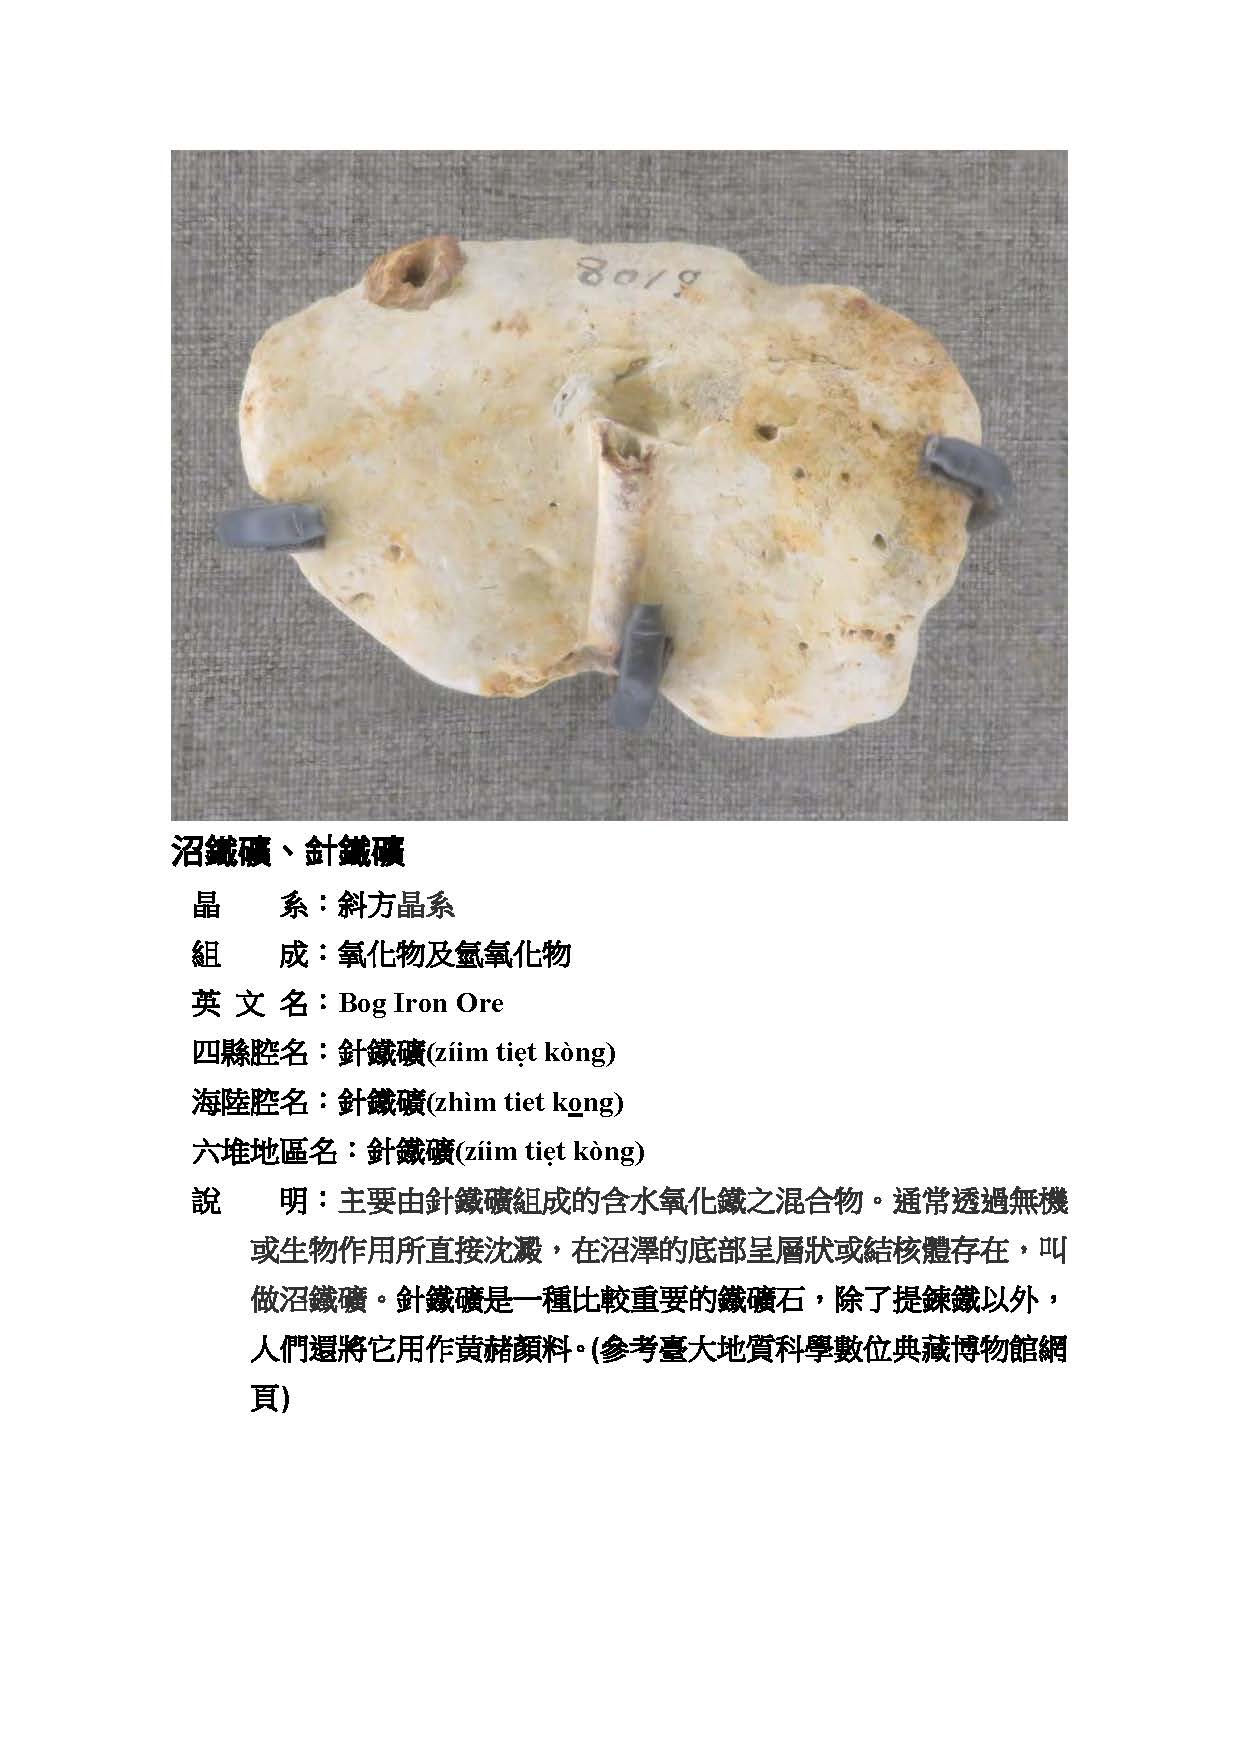 8018
沼鐵礦、針鐵礦
晶　　系：斜方晶系
組　　成：氧化物及氫氧化物
英 文 名：Bog Iron Ore
四縣腔名：針鐵礦(zíim tiẹt kòng)
海陸腔名：針鐵礦(zhìm tiet ko̲ng)
六堆地區名：針鐵礦(zíim tiẹt kòng)
說　　明：主要由針鐵礦組成的含水氧化鐵之混合物。通常透過無機
或生物作用所直接沈澱，在沼澤的底部呈層狀或結核體存在，叫
做沼鐵礦。針鐵礦是一種比較重要的鐵礦石，除了提鍊鐵以外，
人們還將它用作黃赭顏料。(參考臺大地質科學數位典藏博物館網
頁)